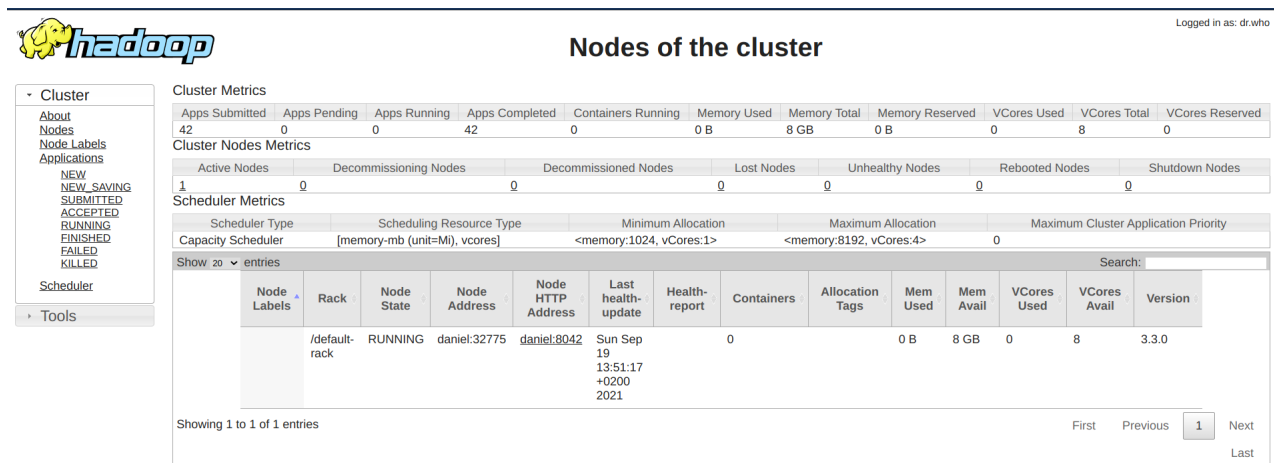 Logged in as: dr.who
hadoop
Nodes of the cluster
Cluster
About
Nodes
Node Labels
Applications
NEW
NEW_SAVING
SUBMITTED
ACCEPTED
RUNNING
FINISHED
FAILED
KILLED
Scheduler
Tools
Cluster Metrics
Apps Submitted Apps Pending Apps Running Apps Completed Containers Running Memory Used Memory Total Memory Reserved VCores Used VCores Total VCores Reserved
42 0 0 42 0 0 B 8 GB 0 B 0 8 0
Cluster Nodes Metrics
Active Nodes Decommissioning Nodes Decommissioned Nodes Lost Nodes Unhealthy Nodes Rebooted Nodes Shutdown Nodes
1 0 0 0 0 0 0
Scheduler Metrics
Scheduler Type Scheduling Resource Type Minimum Allocation Maximum Allocation Maximum Cluster Application Priority
Capacity Scheduler [memory-mb (unit=Mi), vcores] <memory:1024, vCores:1> <memory:8192, vCores:4> 0
Show 20 entries Search:
Node Labels Rack Node State Node Address Node HTTP Address Last health-update Health-report Containers Allocation Tags Mem Used Mem Avail VCores Used VCores Avail Version
/default- RUNNING daniel:32775 daniel:8042 Sun Sep 0 0 B 8 GB 0 8 3.3.0
rack 19
13:51:17
+0200
2021
Showing 1 to 1 of 1 entries First Previous 1 Next
Last